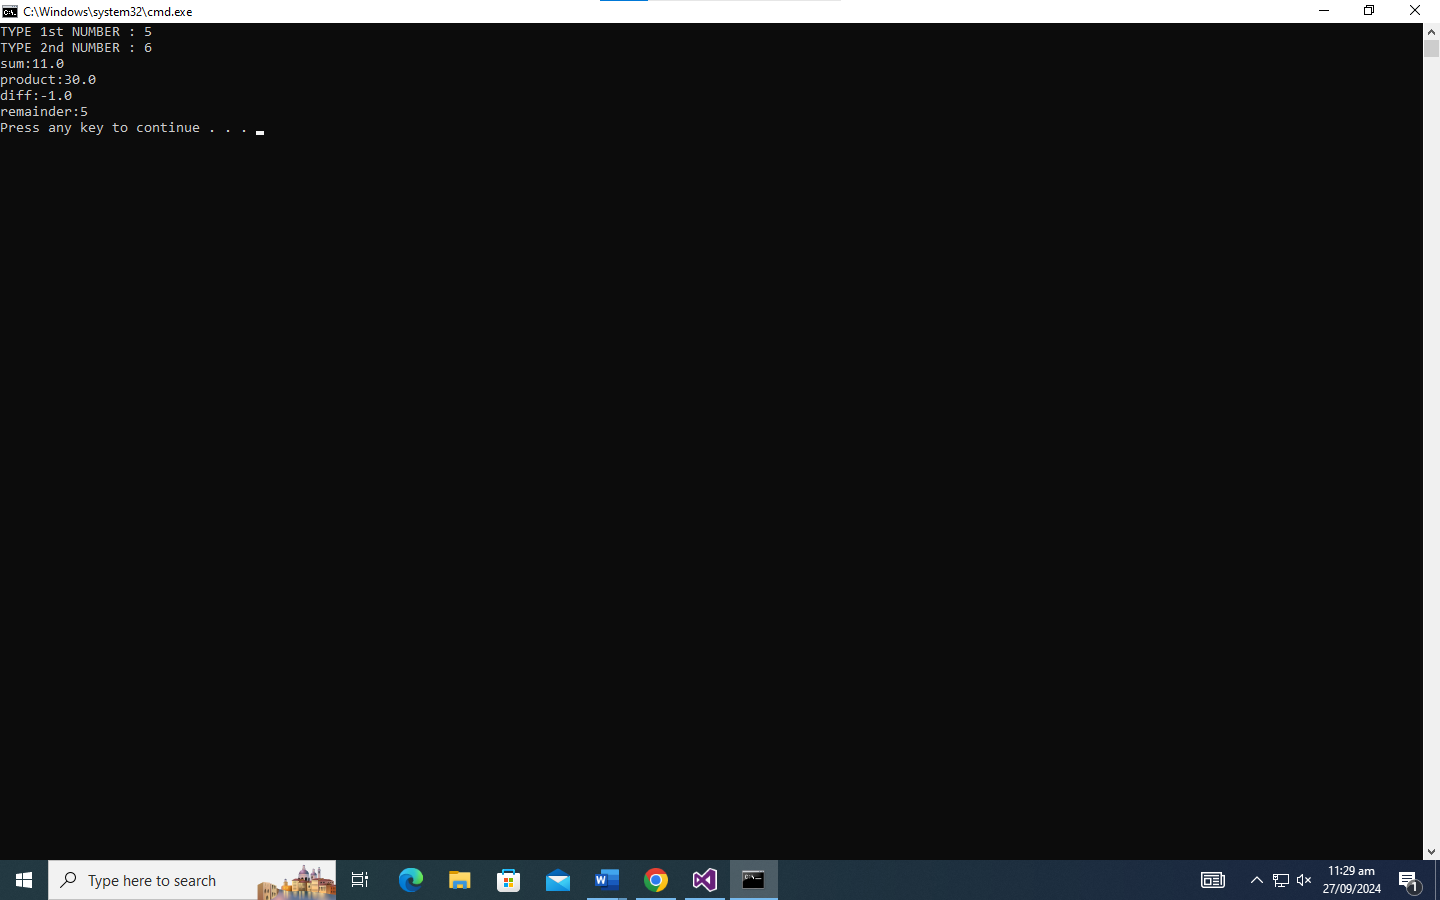 C:\Windows\system32\cmd.exe
TYPE 1st NUMBER : 5
TYPE 2nd NUMBER : 6
sum:11.0
product:30.0
diff:-1.0
remainder:5
Press any key to continue . . .
Type here to search
11:29 am
27/09/2024
1